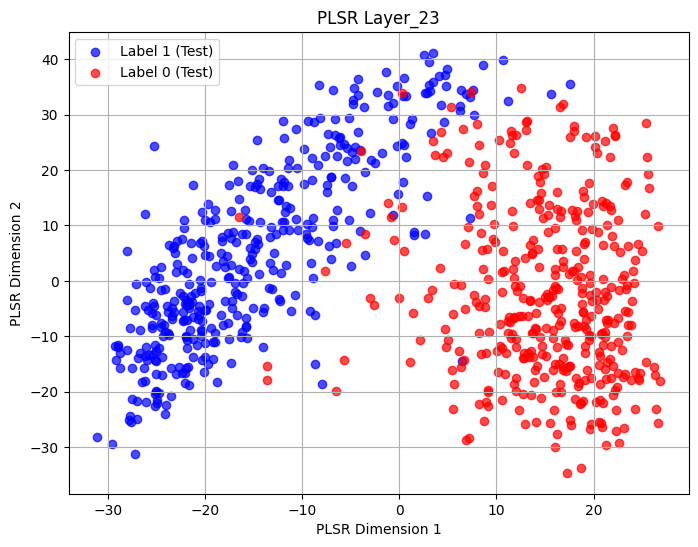 PLSR Layer_23
Label 1 (Test)
Label 0 (Test)
40
30
20
10
0
−10
−20
−30
PLSR Dimension 2
−30
−20
−10
0
10
20
PLSR Dimension 1